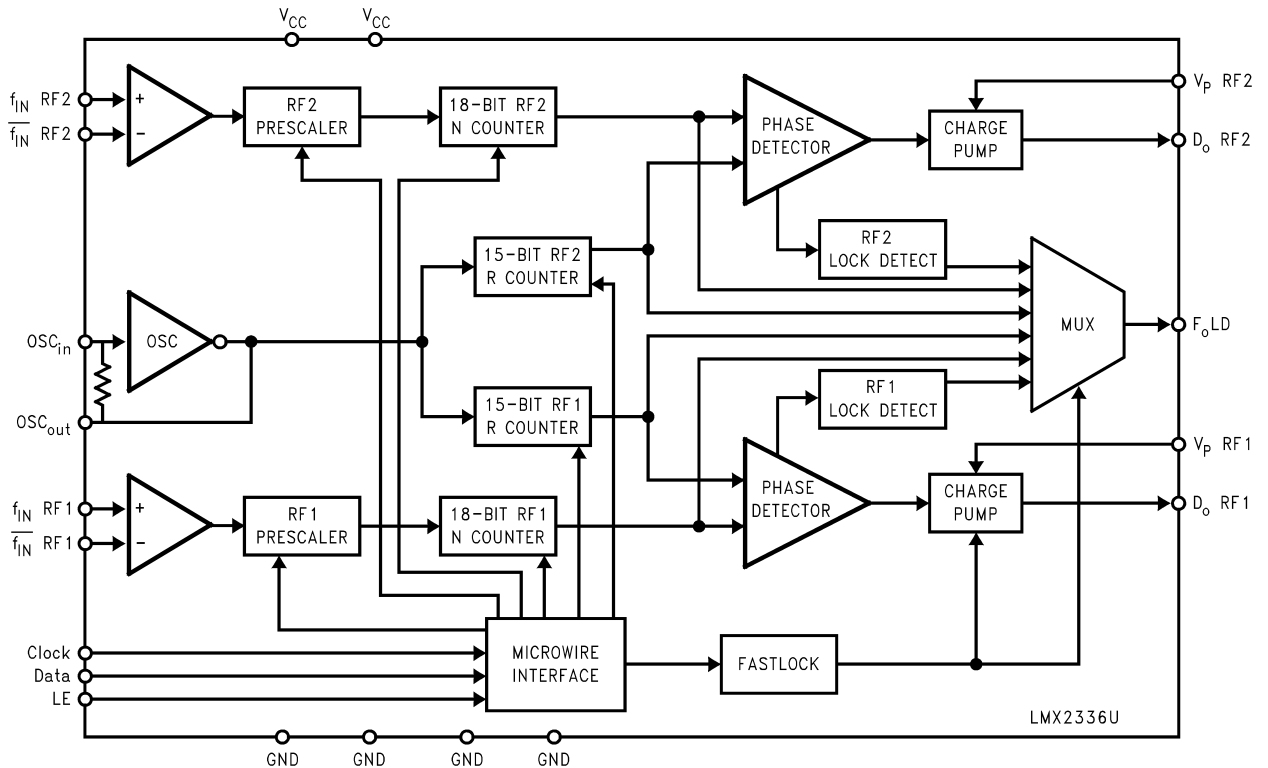 VCC VCC
fIN RF2
fIN RF2
+
−
RF2
PRESCALER
18-BIT RF2
N COUNTER
PHASE
DETECTOR
CHARGE
PUMP
VP RF2
Do RF2
RF2
LOCK DETECT
15-BIT RF2
R COUNTER
OSCin
OSC
MUX
FoLD
OSCout
15-BIT RF1
R COUNTER
RF1
LOCK DETECT
VP RF1
fIN RF1
fIN RF1
+
−
RF1
PRESCALER
18-BIT RF1
N COUNTER
PHASE
DETECTOR
CHARGE
PUMP
Do RF1
Clock
Data
LE
MICROWIRE
INTERFACE
FASTLOCK
LMX2336U
GND GND GND GND